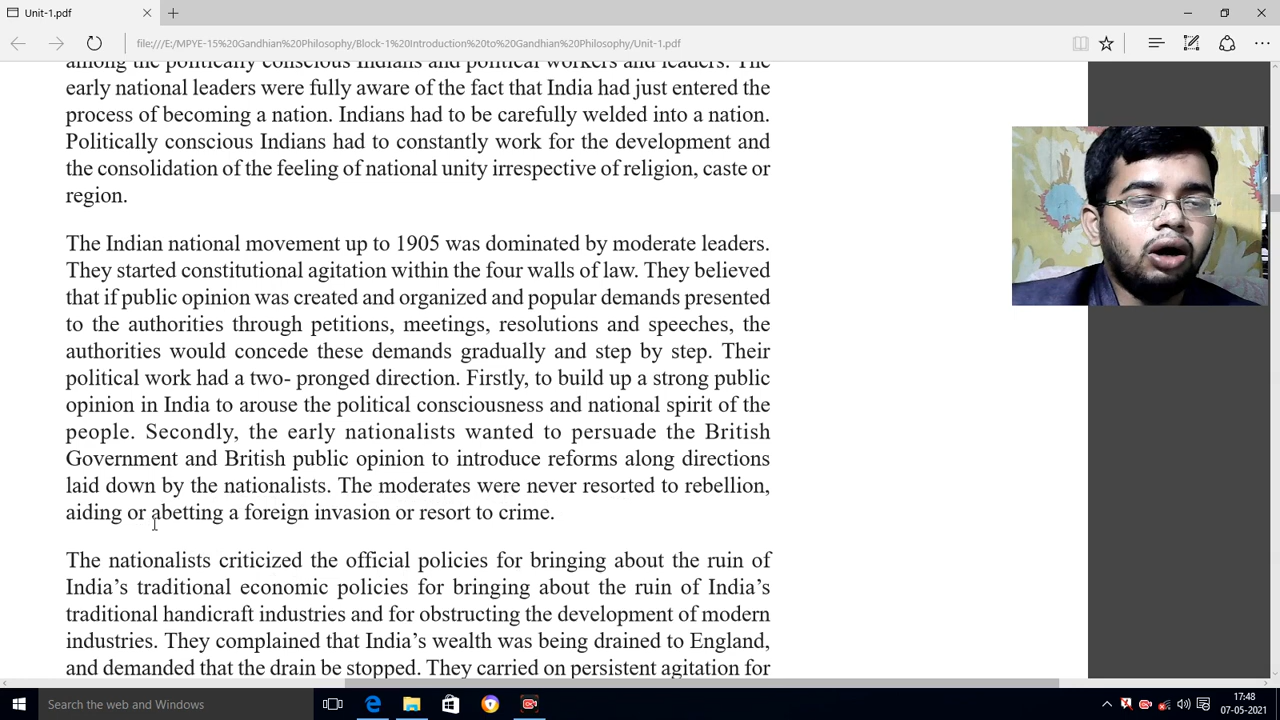 Unit-1.pdf
file:///E:/MPYE-15%20Gandhian%20Philosophy/Block-1%20Introduction%20to%20Gandhian%20Philosophy/Unit-1.pdf
among the politically conscious Indians and political workers and leaders. The
early national leaders were fully aware of the fact that India had just entered the
process of becoming a nation. Indians had to be carefully welded into a nation.
Politically conscious Indians had to constantly work for the development and
the consolidation of the feeling of national unity irrespective of religion, caste or
region.
The Indian national movement up to 1905 was dominated by moderate leaders.
They started constitutional agitation within the four walls of law. They believed
that if public opinion was created and organized and popular demands presented
to the authorities through petitions, meetings, resolutions and speeches, the
authorities would concede these demands gradually and step by step. Their
political work had a two- pronged direction. Firstly, to build up a strong public
opinion in India to arouse the political consciousness and national spirit of the
people. Secondly, the early nationalists wanted to persuade the British
Government and British public opinion to introduce reforms along directions
laid down by the nationalists. The moderates were never resorted to rebellion,
aiding or abetting a foreign invasion or resort to crime.
The nationalists criticized the official policies for bringing about the ruin of
India’s traditional economic policies for bringing about the ruin of India’s
traditional handicraft industries and for obstructing the development of modern
industries. They complained that India’s wealth was being drained to England,
and demanded that the drain be stopped. They carried on persistent agitation for
Search the web and Windows
17:48
07-05-2021